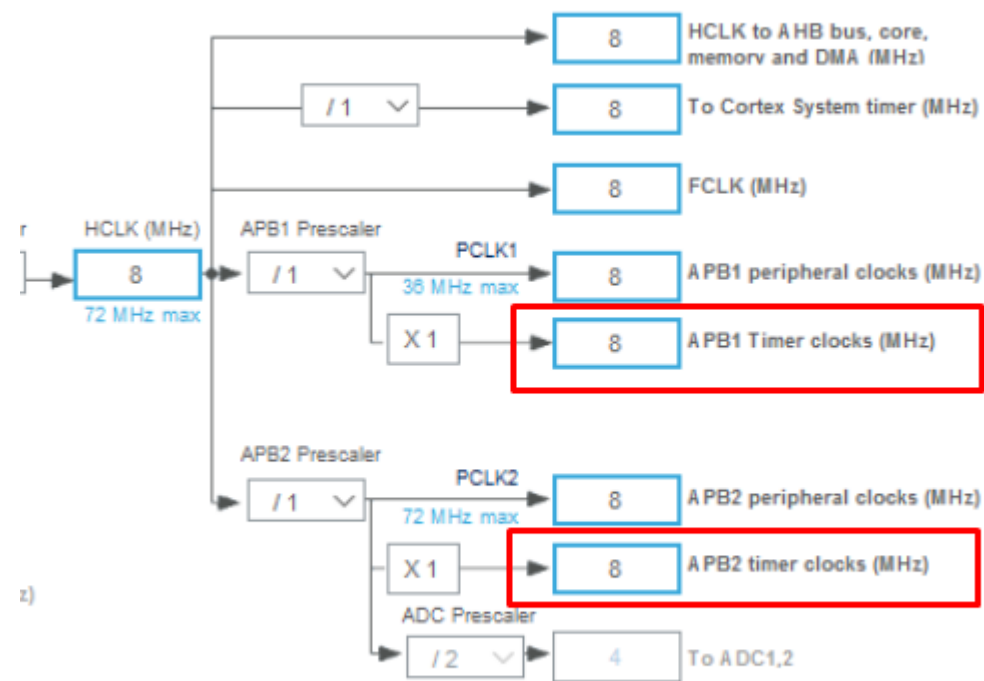 8
HCLK to AHB bus, core,
memory and DMA (MHz)
/ 1
8
To Cortex System timer (MHz)
8
FCLK (MHz)
r
HCLK (MHz)
8
72 MHz max
APB1 Prescaler
/ 1
PCLK1
36 MHz max
8
APB1 peripheral clocks (MHz)
X 1
8
APB1 Timer clocks (MHz)
APB2 Prescaler
/ 1
PCLK2
72 MHz max
8
APB2 peripheral clocks (MHz)
X 1
8
APB2 timer clocks (MHz)
z)
ADC Prescaler
/ 2
4
To ADC1,2